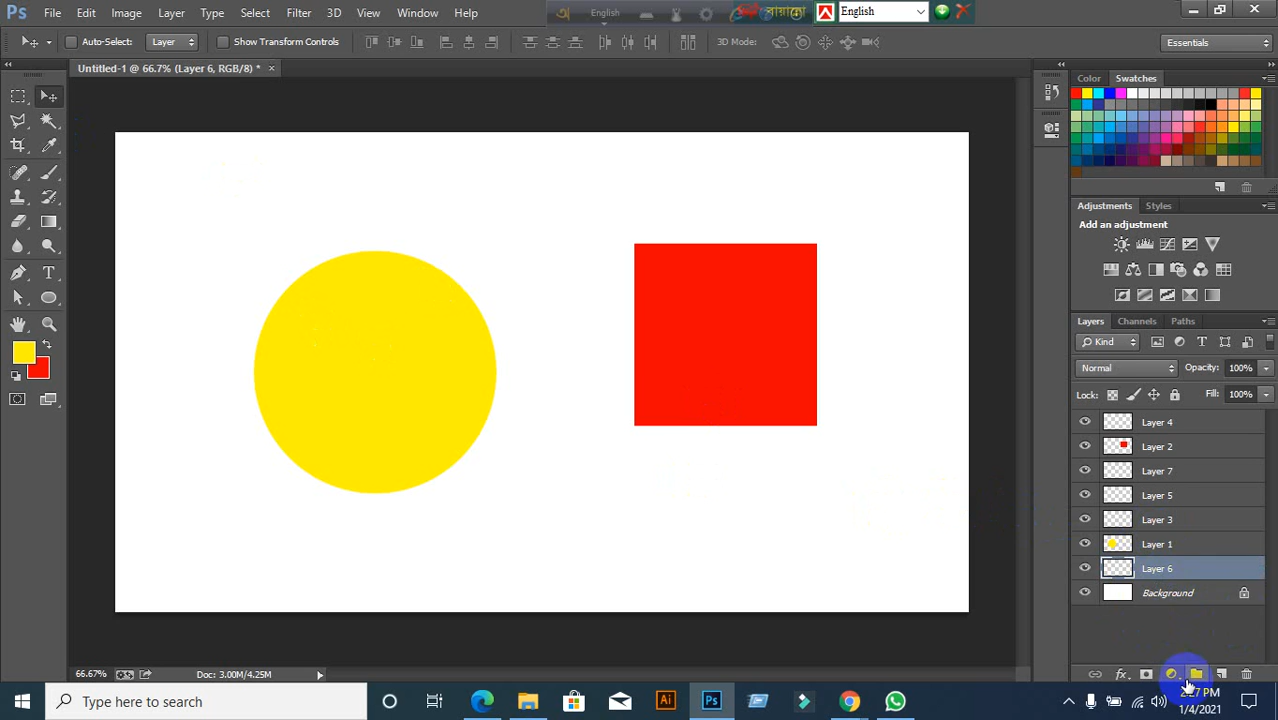 Ps File Edit Image Layer Type Select Filter 3D View Window Help
English
English
Auto-Select: Layer Show Transform Controls 3D Mode: Essentials
Untitled-1 @ 66.7% (Layer 6, RGB/8) * ×
Color Swatches
Adjustments Styles
Add an adjustment
Layers Channels Paths
Kind
Normal Opacity: 100%
Lock: Fill: 100%
Layer 4
Layer 2
Layer 7
Layer 5
Layer 3
Layer 1
Layer 6
Background
66.67% Doc: 3.00M/4.25M
Type here to search
Ai Ps
1/4/2021